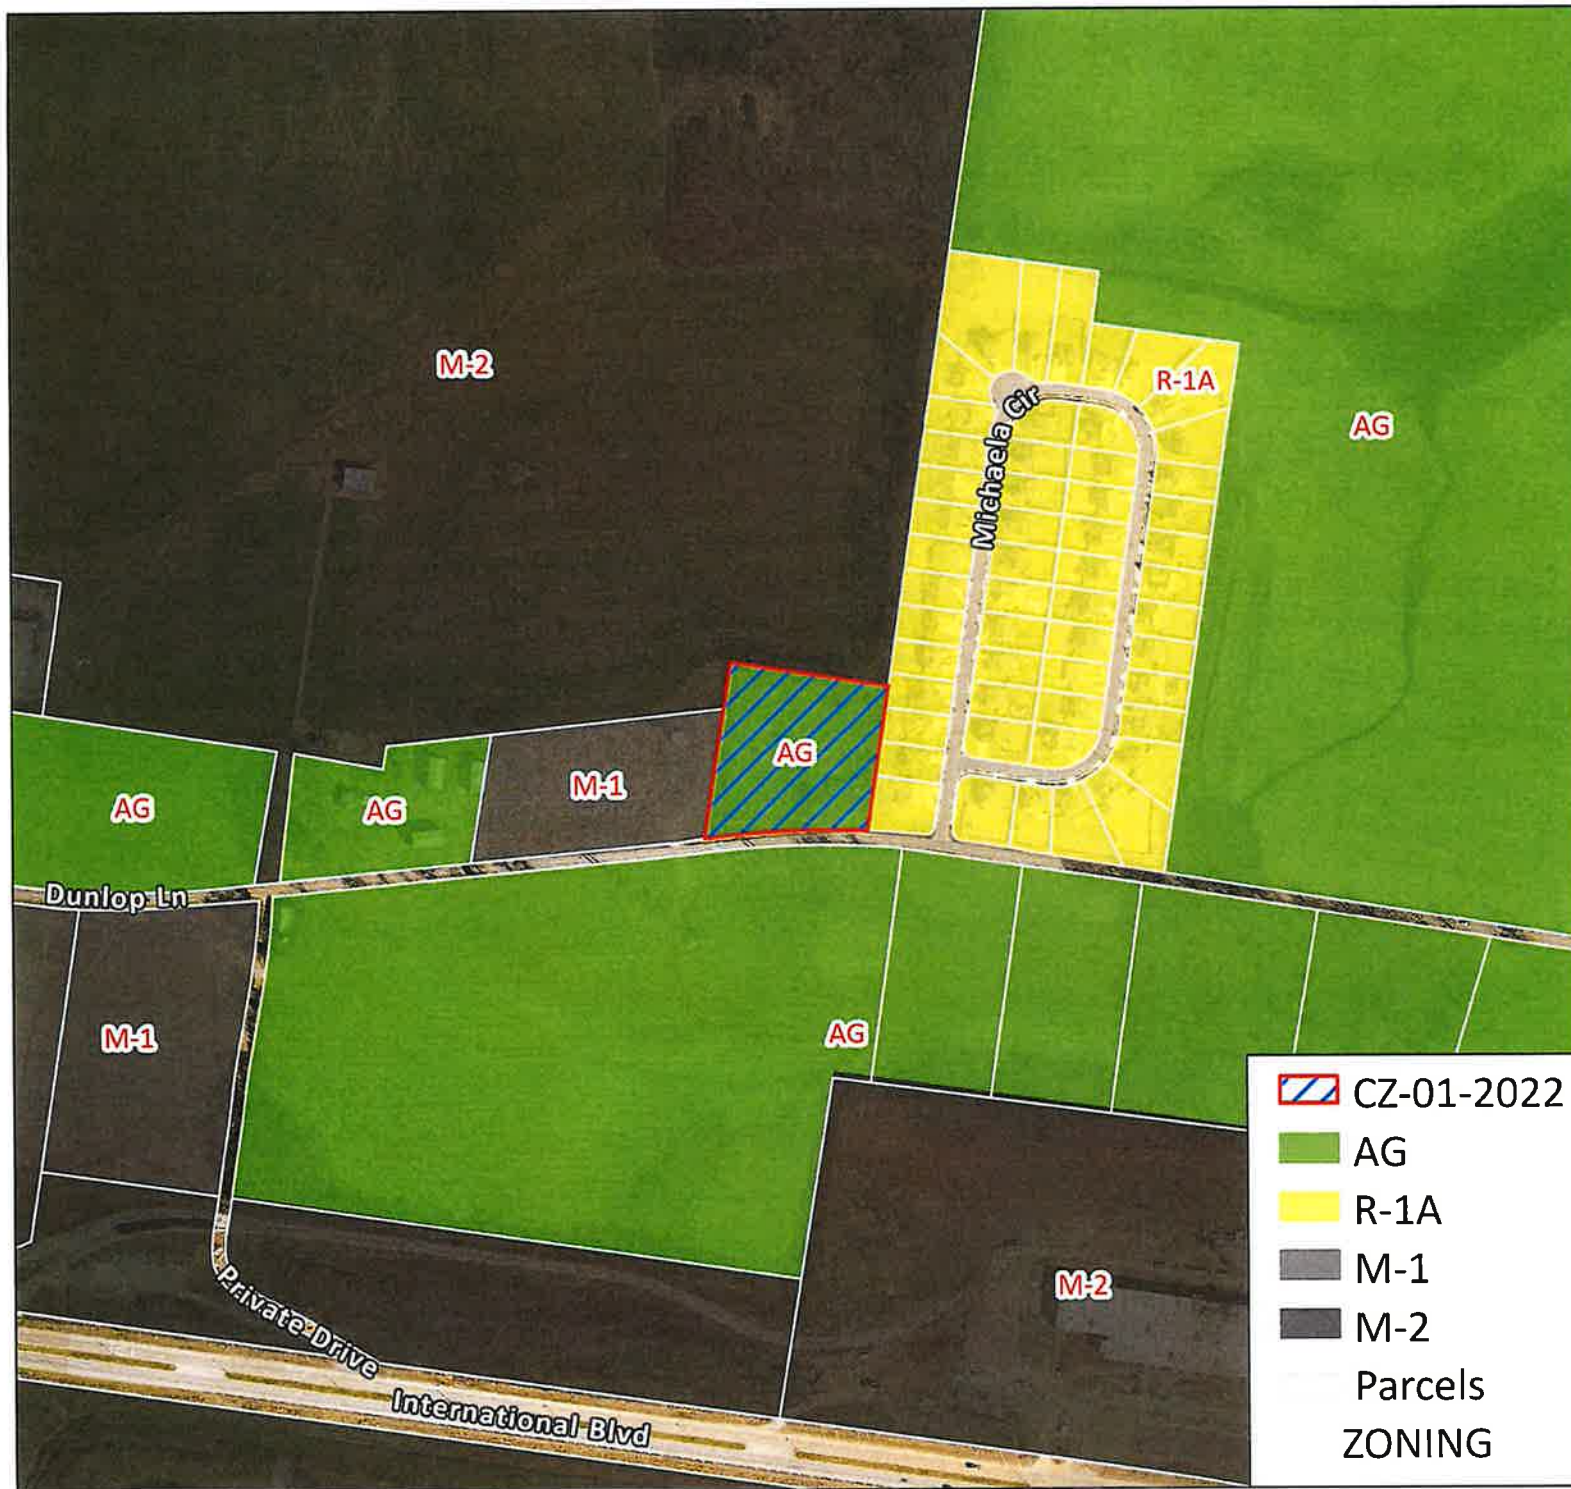 M-2
R-1A
AG
Michaela Cir
AG
M-1
AG
AG
Dunlop Ln
M-1
AG
M-2
Private Drive
International Blvd
CZ-01-2022
AG
R-1A
M-1
M-2
Parcels
ZONING